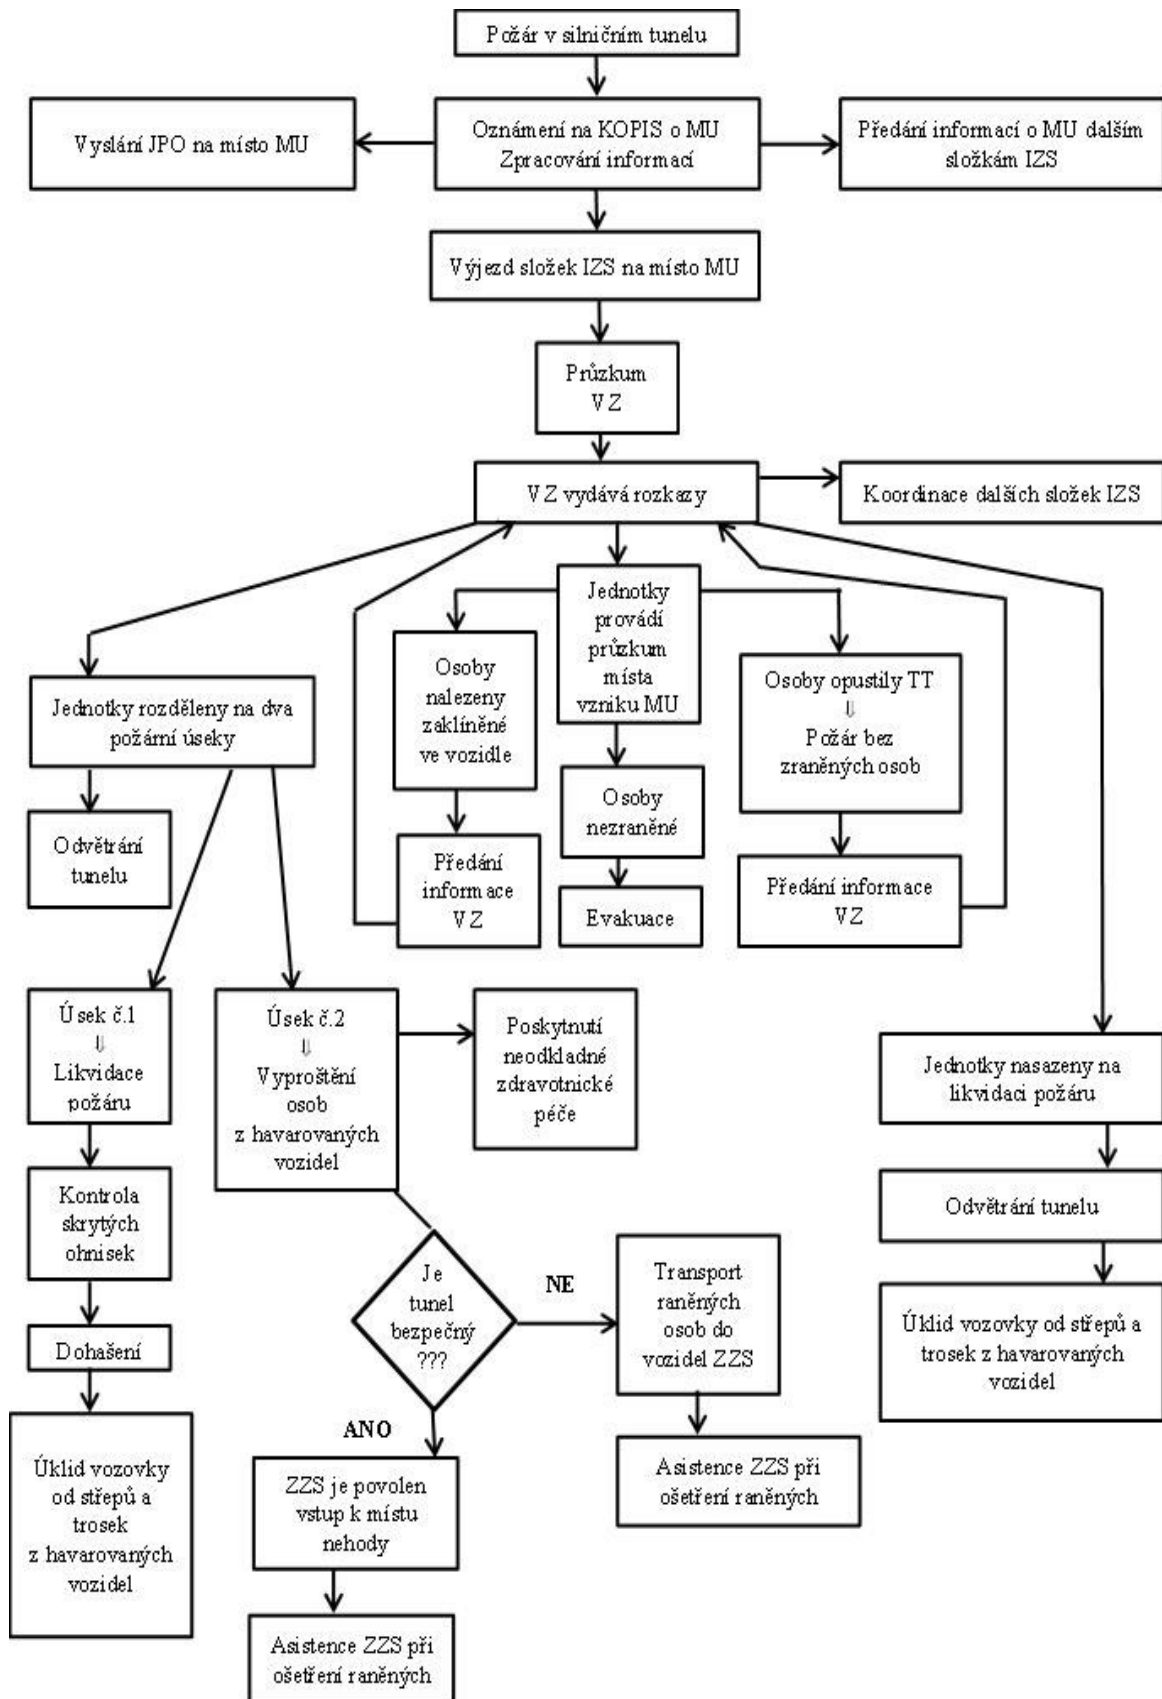 Požár v silničním tunelu
Vyslání JPO na místo MU
Oznámení na KOPIS o MU
Zpracování informací
Předání informací o MU dalším
složkám IZS
Výjezd složek IZS na místo MU
Průzkum
VZ
VZ vydává rozkazy
Koordinace dalších složek IZS
Jednotky rozděleny na dva
požární úseky
Osoby
nalezeny
zaklíněné
ve vozidle
Jednotky
provádí
průzkum
místa
vzniku MU
Osoby opustily TT
⇓
Požár bez
zraněných osob
Odvětrání
tunelu
Předání
informace
VZ
Osoby
nezraněné
Evakuace
Předání informace
VZ
Úsek č.1
⇓
Likvidace
požáru
Úsek č.2
⇓
Vyproštění
osob
z havarovaných
vozidel
Poskytnutí
neodkladné
zdravotnické
péče
Jednotky nasazeny na
likvidaci požáru
Kontrola
skrytých
ohnisek
Odvětrání tunelu
Je
tunel
bezpečný
???
NE
Transport
raněných
osob do
vozidel ZZS
Úklid vozovky od střepů a
trosek z havarovaných
vozidel
Dohašení
ANO
Úklid vozovky
od střepů a
trosek
z havarovaných
vozidel
ZZS je povolen
vstup k místu
nehody
Asistence ZZS při
ošetření raněných
Asistence ZZS při
ošetření raněných